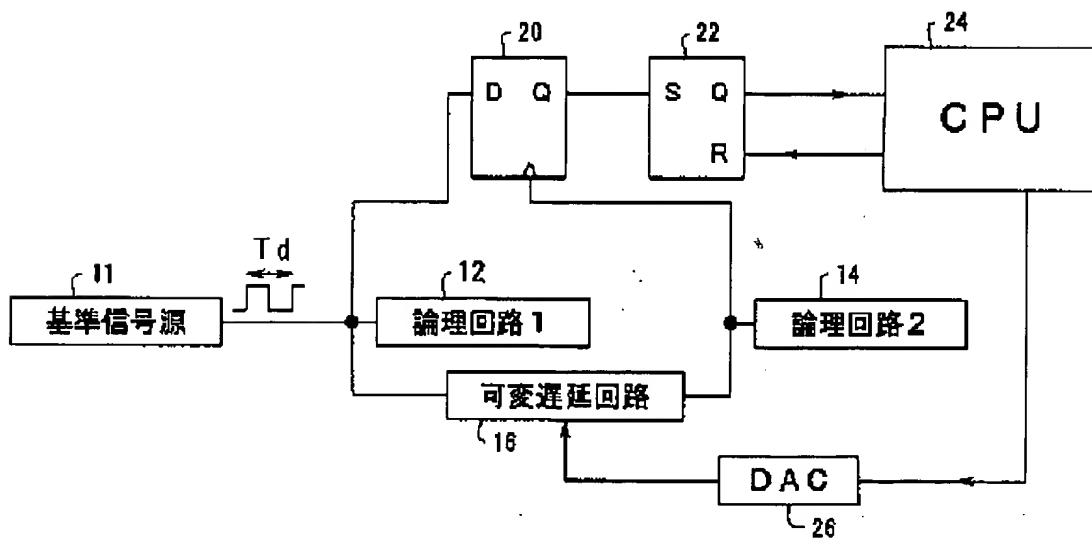 20
22
24
D Q
S Q
R
CPU
Td
11
基準信号源
12
論理回路1
14
論理回路2
可変遅延回路
16
DAC
26